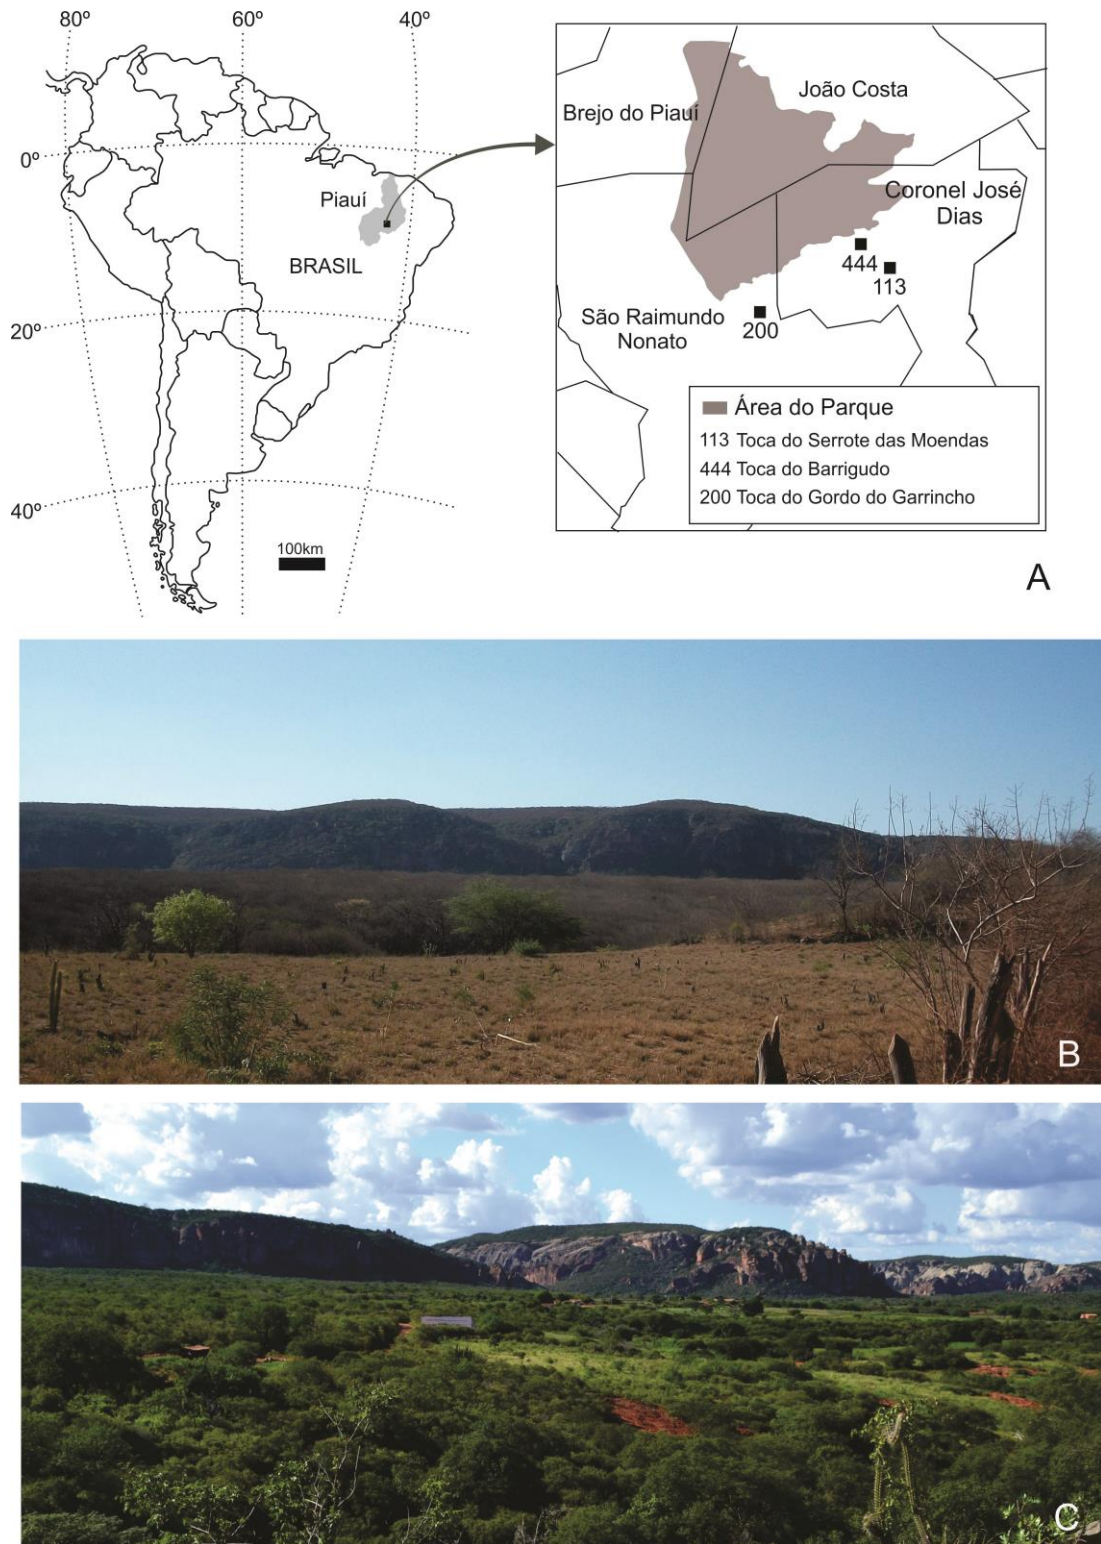 80º
60º
40º
0º
20º
40º
Piauí
BRASIL
100km
Brejo do Piauí
João Costa
Coronel José
Dias
444
113
200
São Raimundo
Nonato
Área do Parque
113 Toca do Serrote das Moendas
444 Toca do Barrigudo
200 Toca do Gordo do Garrincho
A
B
C